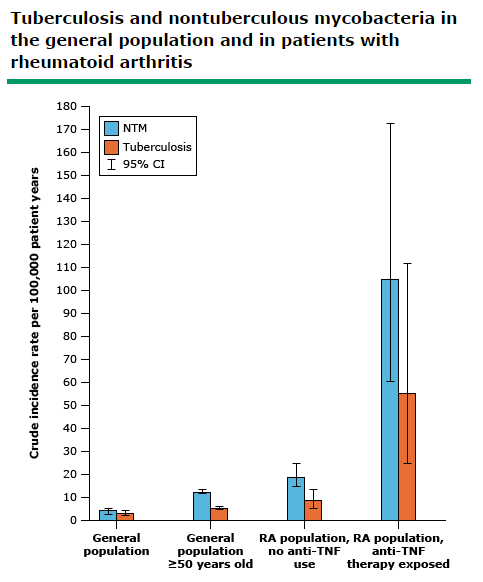 Tuberculosis and nontuberculous mycobacteria in
the general population and in patients with
rheumatoid arthritis
Crude incidence rate per 100,000 patient years
180
170
160
150
140
130
120
110
100
90
80
70
60
50
40
30
20
10
0
NTM
Tuberculosis
95% CI
General
population
General
population
≥50 years old
RA population,
no anti-TNF
use
RA population,
anti-TNF
therapy exposed